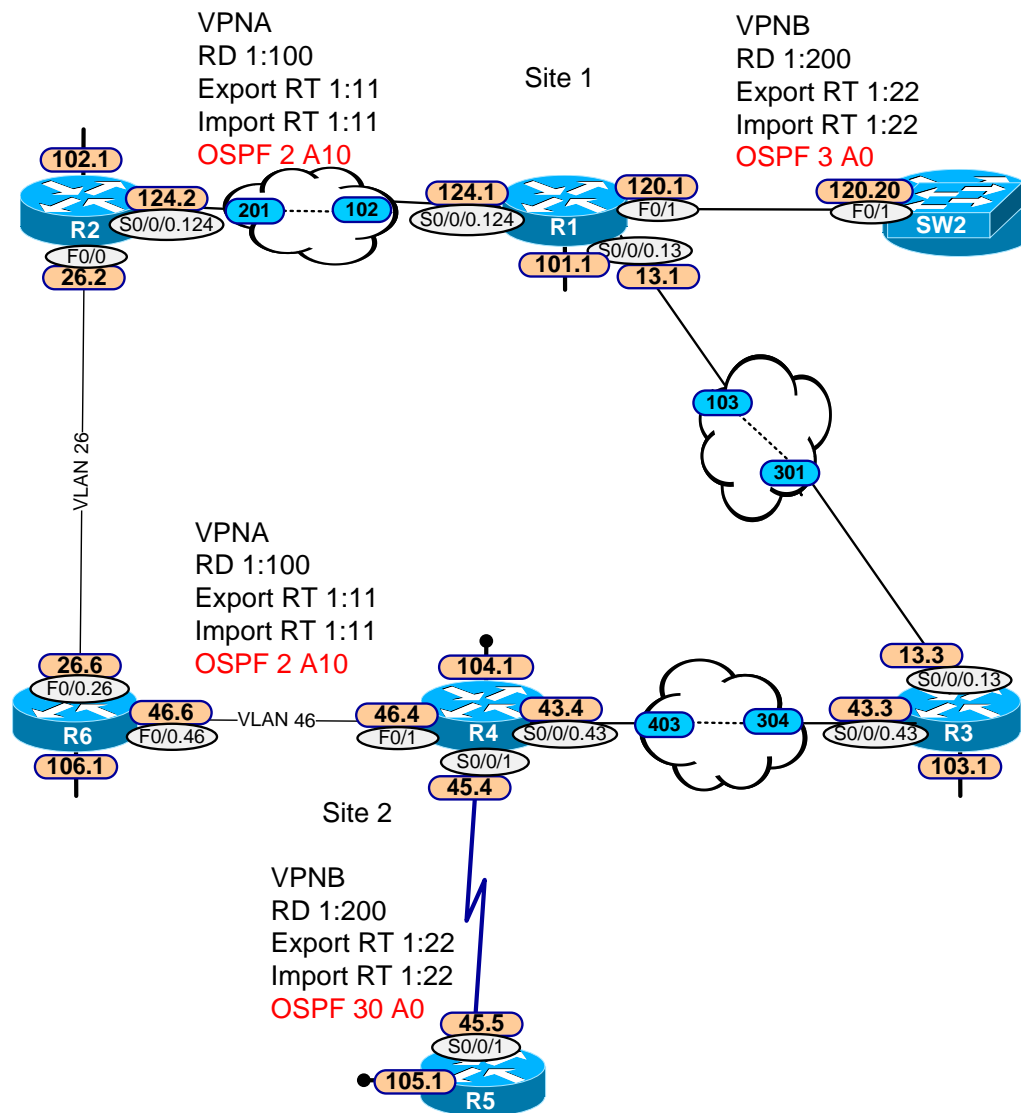 VPNA
RD 1:100
Export RT 1:11
Import RT 1:11
OSPF 2 A10
Site 1
VPNB
RD 1:200
Export RT 1:22
Import RT 1:22
OSPF 3 A0
102.1
124.2
R2
S0/0/0.124
F0/0
26.2
201
102
124.1
S0/0/0.124
R1
120.1
F0/1
101.1
S0/0/0.13
13.1
120.20
F0/1
SW2
103
301
VLAN 26
VPNA
RD 1:100
Export RT 1:11
Import RT 1:11
OSPF 2 A10
26.6
F0/0.26
R6
46.6
F0/0.46
106.1
VLAN 46
104.1
46.4
F0/1
R4
43.4
S0/0/0.43
S0/0/1
45.4
403
304
13.3
S0/0/0.13
43.3
S0/0/0.43
R3
103.1
Site 2
VPNB
RD 1:200
Export RT 1:22
Import RT 1:22
OSPF 30 A0
45.5
S0/0/1
105.1
R5